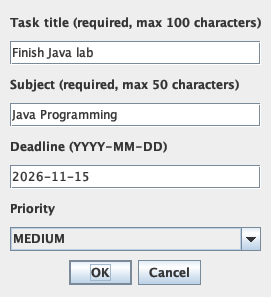 Task title (required, max 100 characters)
Finish Java lab
Subject (required, max 50 characters)
Java Programming
Deadline (YYYY-MM-DD)
2026-11-15
Priority
MEDIUM
OK Cancel